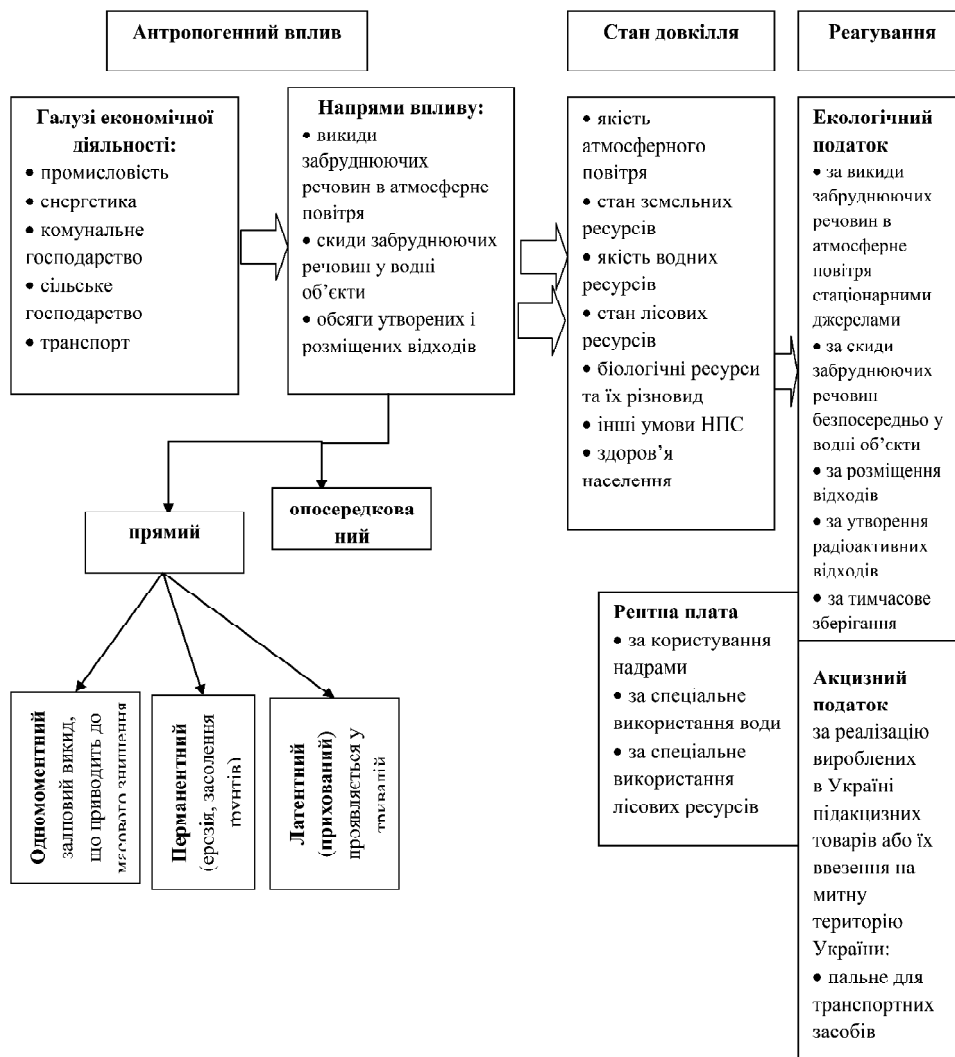 Антропогенний вплив
Стан довкілля
Реагування
Галузі економічної
діяльності:
• промисловість
• енергетика
• комунальне
господарство
• сільське
господарство
• транспорт
Напрями впливу:
• викиди
забруднюючих
речовин в атмосферне
повітря
• скиди забруднюючих
речовин у водні
об’єкти
• обсяги утворених і
розміщених відходів
• якість
атмосферного
повітря
• стан земельних
ресурсів
• якість водних
ресурсів
• стан лісових
ресурсів
• біологічні ресурси
та їх різновид
• інші умови НПС
• здоров’я
населення
Екологічний
податок
• за викиди
забруднюючих
речовин в
атмосферне
повітря
стаціонарними
джерелами
• за скиди
забруднюючих
речовин
безпосередньо у
водні об’єкти
• за розміщення
відходів
• за утворення
радіоактивних
відходів
• за тимчасове
зберігання
прямий
опосередкова
ний
Одномоментний
залповий викид,
що приводить до
масового знищення
Перманентний
(ерозія, засолення
ґрунтів)
Латентний
(прихований)
проявляється у
тривалій
Рентна плата
• за користування
надрами
• за спеціальне
використання води
• за спеціальне
використання
лісових ресурсів
Акцизний
податок
за реалізацію
вироблених
в Україні
підакцизних
товарів або їх
ввезення на
митну
територію
України:
• пальне для
транспортних
засобів